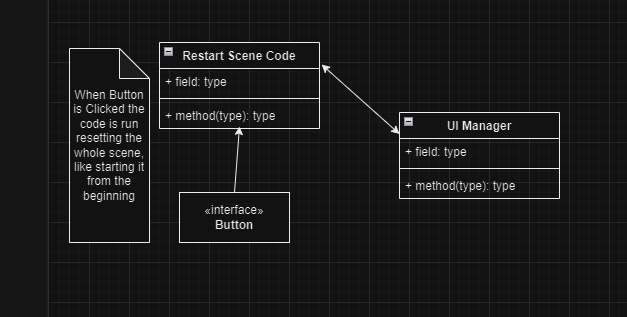 When Button
is Clicked the
code is run
resetting the
whole scene,
like starting it
from the
beginning
Restart Scene Code
+ field: type
+ method(type): type
«interface»
Button
UI Manager
+ field: type
+ method(type): type